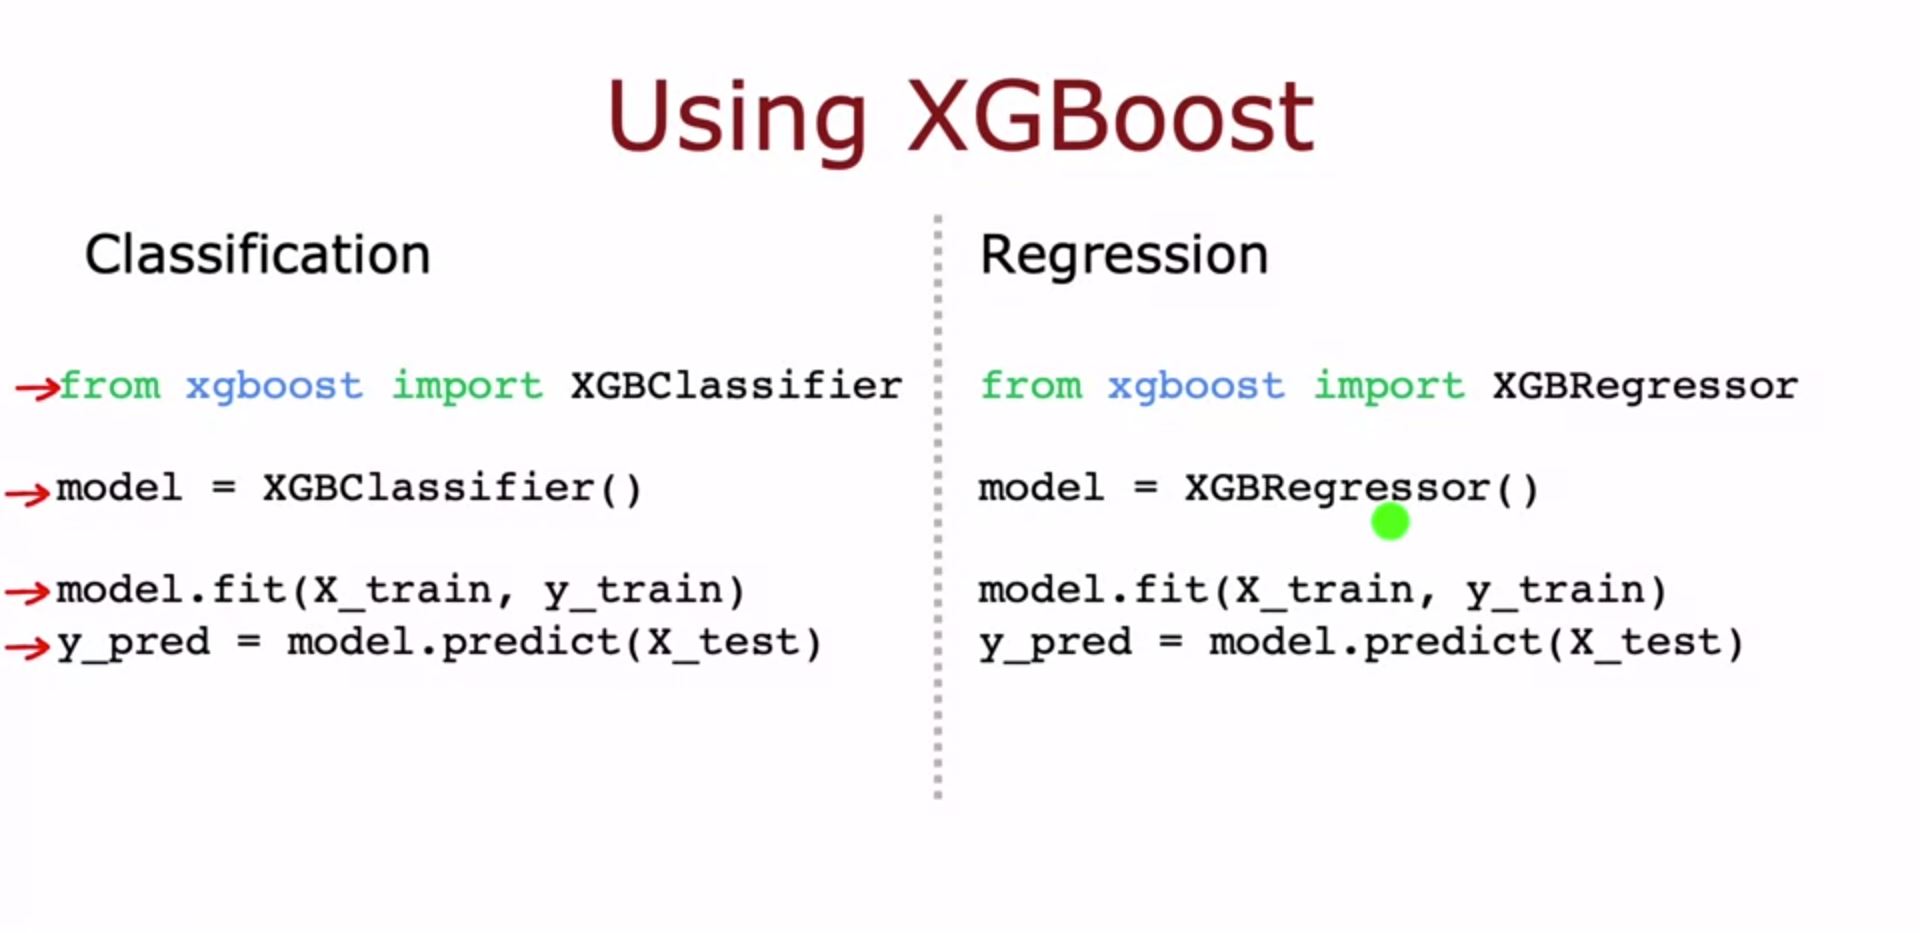 Using XGBoost
Classification
from xgboost import XGBClassifier
model = XGBClassifier()
model.fit(X_train, y_train)
y_pred = model.predict(X_test)
Regression
from xgboost import XGBRegressor
model = XGBRegressor()
model.fit(X_train, y_train)
y_pred = model.predict(X_test)